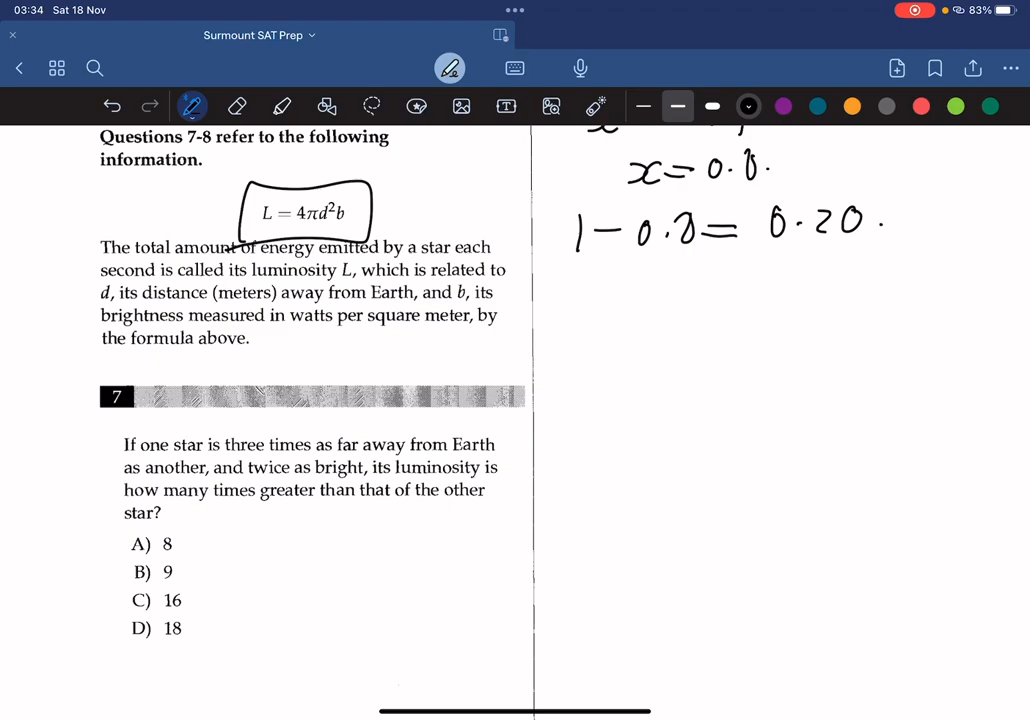 03:34 Sat 18 Nov
83%
Surmount SAT Prep
Questions 7-8 refer to the following
information.
L = 4πd²b
The total amount of energy emitted by a star each
second is called its luminosity L, which is related to
d, its distance (meters) away from Earth, and b, its
brightness measured in watts per square meter, by
the formula above.
7
If one star is three times as far away from Earth
as another, and twice as bright, its luminosity is
how many times greater than that of the other
star?
A) 8
B) 9
C) 16
D) 18
x = 0.8.
1 - 0.8 = 0.20.